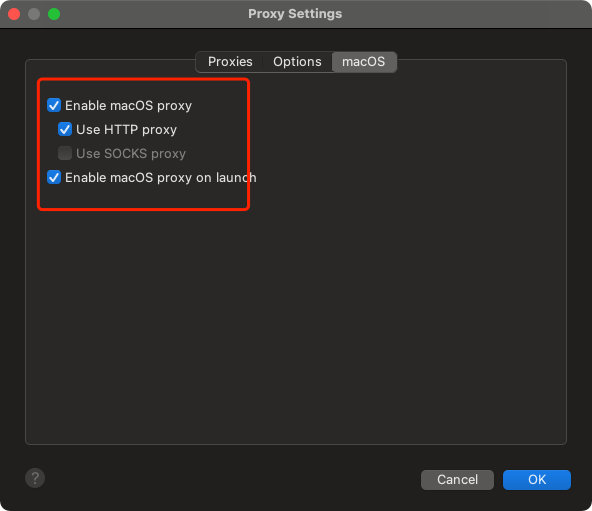 Proxy Settings
Proxies Options macOS
Enable macOS proxy
Use HTTP proxy
Use SOCKS proxy
Enable macOS proxy on launch
? Cancel OK